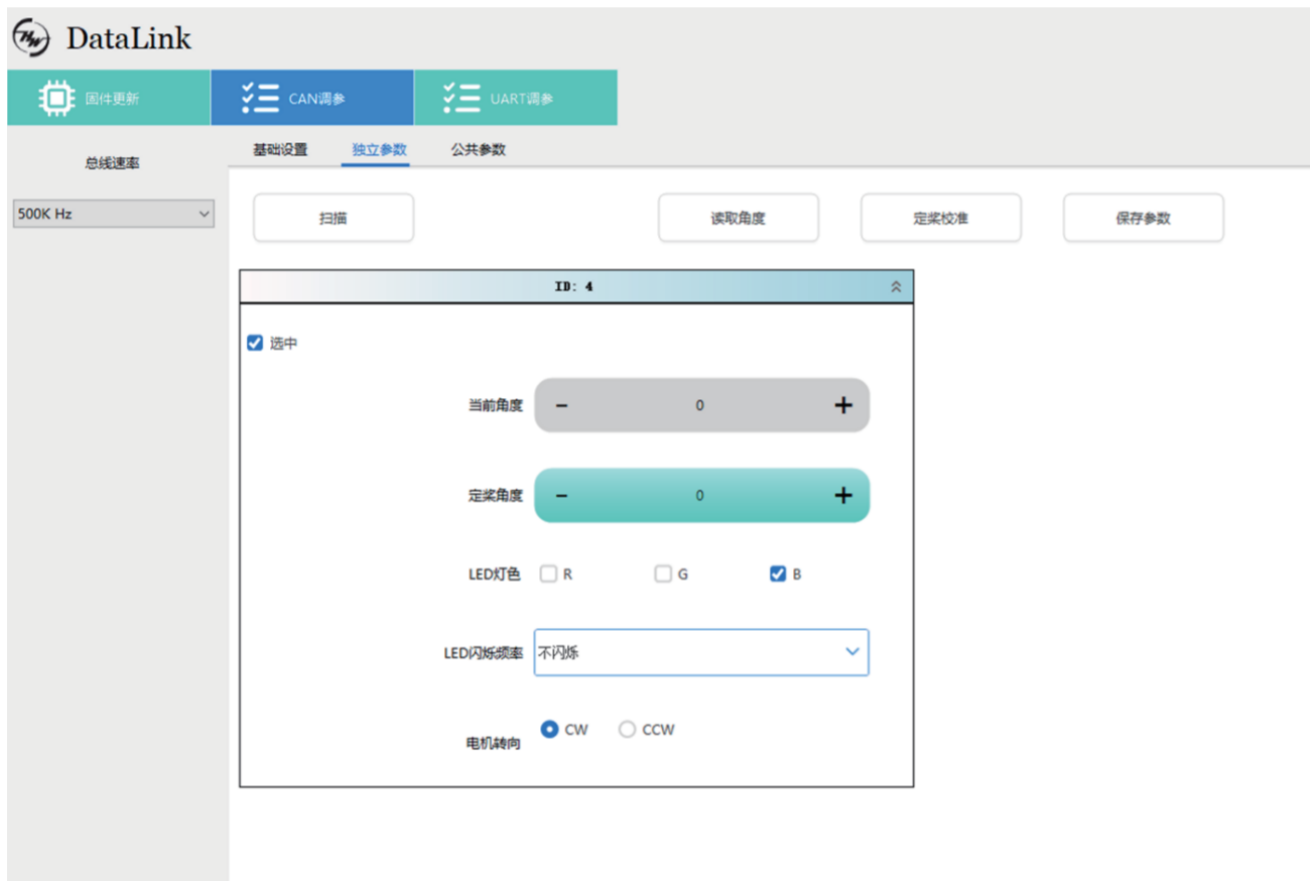 DataLink
固件更新 CAN调参 UART调参
总线速率
基础设置 独立参数 公共参数
500K Hz
扫描 读取角度 定桨校准 保存参数
ID: 4
选中
当前角度 - 0 +
定桨角度 - 0 +
LED灯色 R G B
LED闪烁频率 不闪烁
电机转向 CW CCW